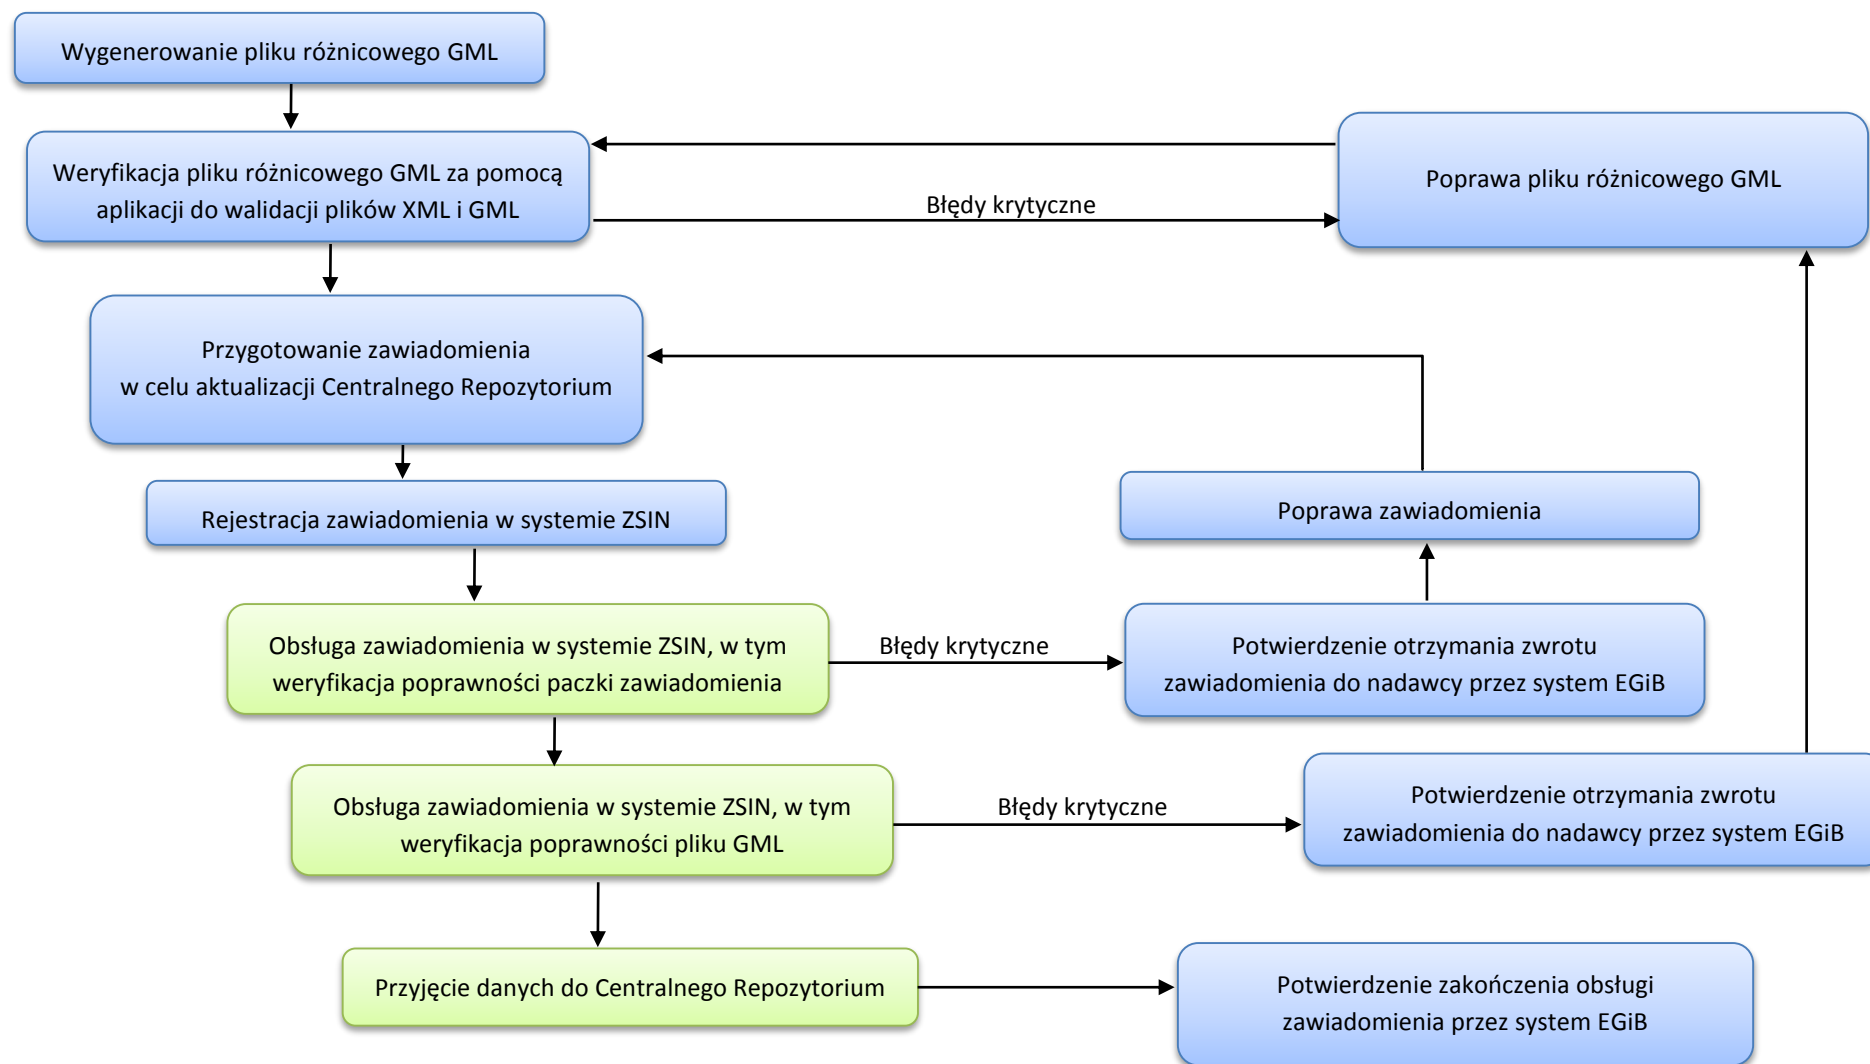 Wygenerowanie pliku różnicowego GML
Weryfikacja pliku różnicowego GML za pomocą
aplikacji do walidacji plików XML i GML
Błędy krytyczne
Poprawa pliku różnicowego GML
Przygotowanie zawiadomienia
w celu aktualizacji Centralnego Repozytorium
Rejestracja zawiadomienia w systemie ZSIN
Poprawa zawiadomienia
Obsługa zawiadomienia w systemie ZSIN, w tym
weryfikacja poprawności paczki zawiadomienia
Błędy krytyczne
Potwierdzenie otrzymania zwrotu
zawiadomienia do nadawcy przez system EGiB
Obsługa zawiadomienia w systemie ZSIN, w tym
weryfikacja poprawności pliku GML
Błędy krytyczne
Potwierdzenie otrzymania zwrotu
zawiadomienia do nadawcy przez system EGiB
Przyjęcie danych do Centralnego Repozytorium
Potwierdzenie zakończenia obsługi
zawiadomienia przez system EGiB